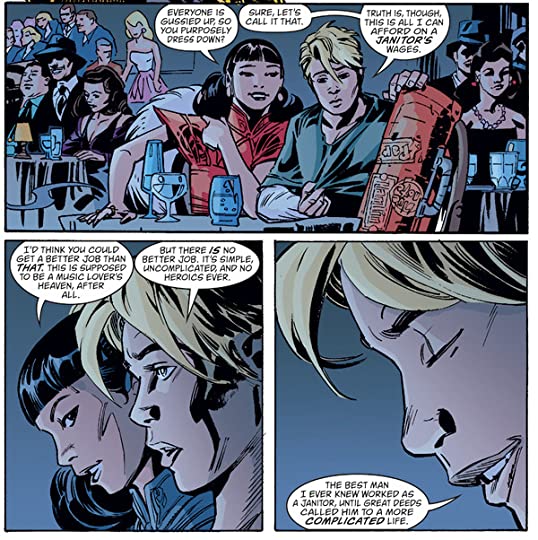 EVERYONE IS
GUSSIED UP, SO
YOU PURPOSELY
DRESS DOWN?
SURE, LET'S
CALL IT THAT.
TRUTH IS, THOUGH,
THIS IS ALL I CAN
AFFORD ON A
JANITOR'S
WAGES.
I'D THINK YOU COULD
GET A BETTER JOB THAN
THAT. THIS IS SUPPOSED
TO BE A MUSIC LOVER'S
HEAVEN, AFTER
ALL.
BUT THERE IS NO
BETTER JOB. IT'S SIMPLE,
UNCOMPLICATED, AND NO
HEROICS EVER.
THE BEST MAN
I EVER KNEW WORKED AS A
JANITOR, UNTIL GREAT DEEDS
CALLED HIM TO A MORE
COMPLICATED LIFE.